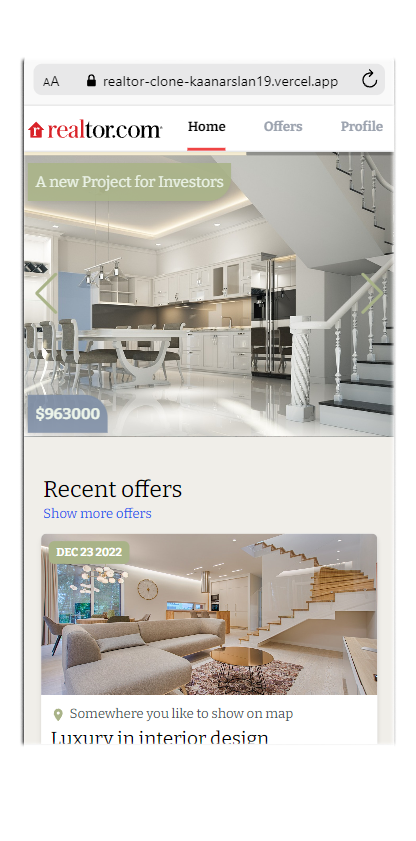 AA realtor-clone-kaanarslan19.vercel.app
realtor.com Home Offers Profile
A new Project for Investors
$963000
Recent offers
Show more offers
DEC 23 2022
Somewhere you like to show on map
Luxury in interior design